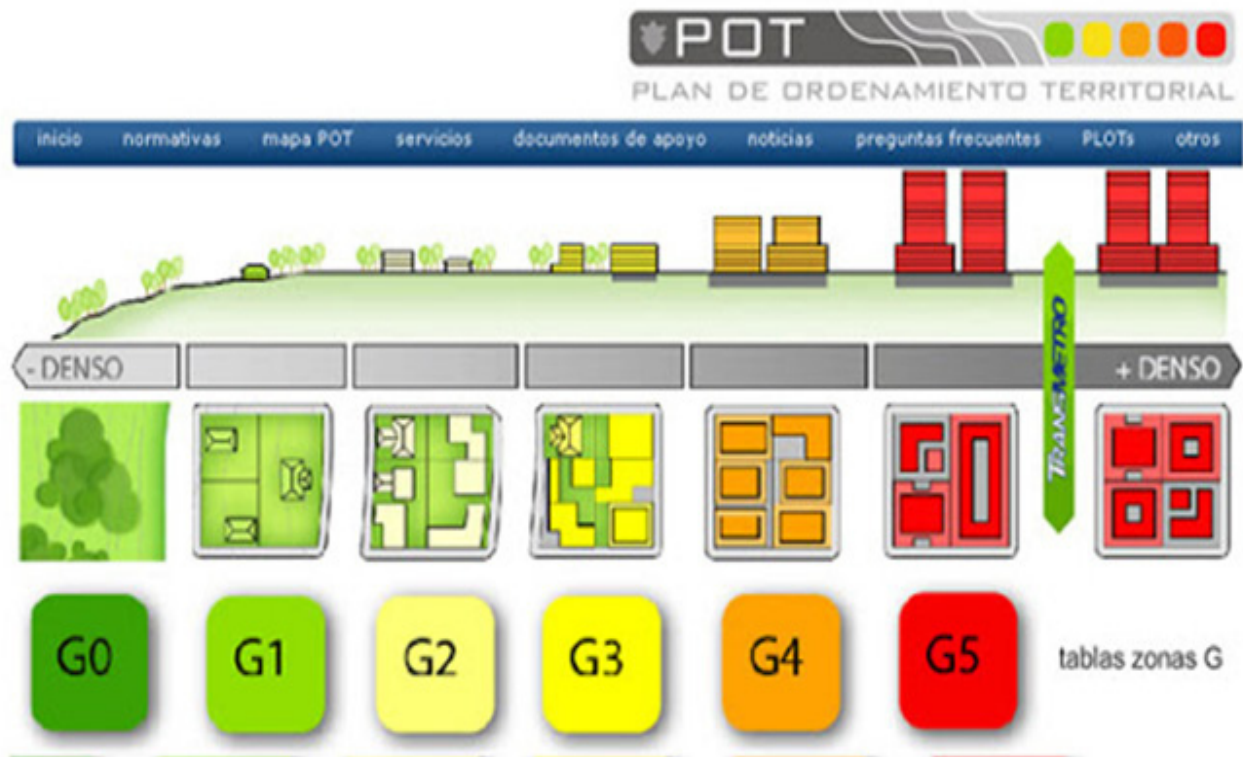 POT
PLAN DE ORDENAMIENTO TERRITORIAL
inicio normativas mapa POT servicios documentos de apoyo noticias preguntas frecuentes PLOTs otros
- DENSO + DENSO
TRANSMETRO
G0 G1 G2 G3 G4 G5 tablas zonas G